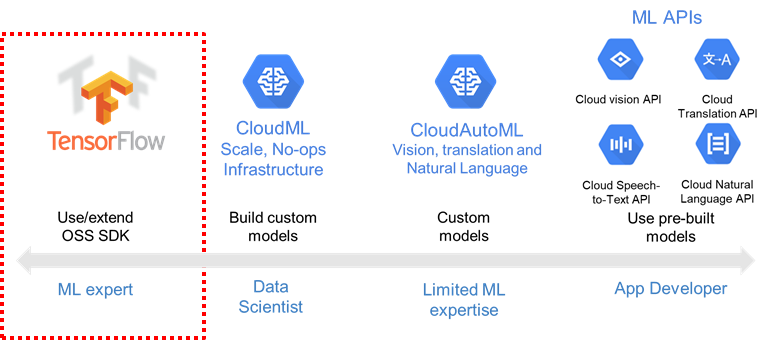 ML APIs
TensorFlow
CloudML
Scale, No-ops
Infrastructure
CloudAutoML
Vision, translation and
Natural Language
文→A
Cloud vision API
Cloud
Translation API
Cloud Speech-
to-Text API
Cloud Natural
Language API
Use/extend
OSS SDK
Build custom
models
Custom
models
Use pre-built
models
ML expert
Data
Scientist
Limited ML
expertise
App Developer